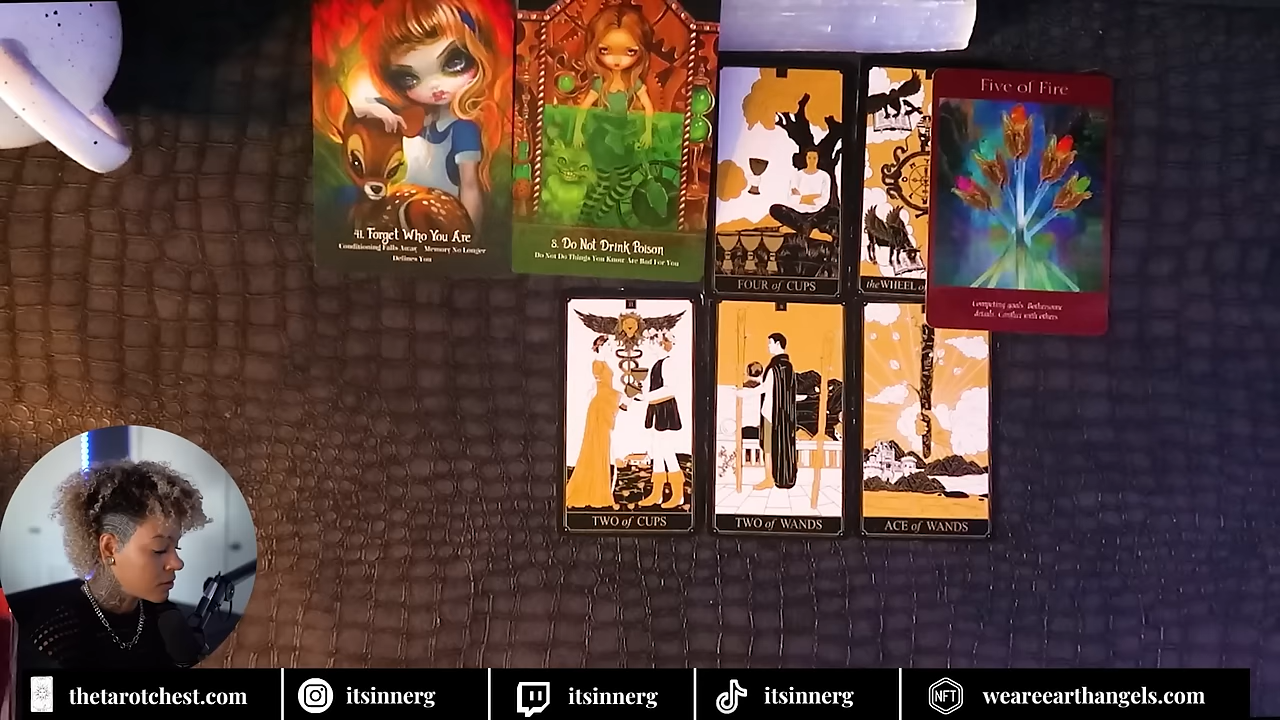 41. Forget Who You Are
Conditioning Falls Away. Memory No Longer
Defines You
8. Do Not Drink Poison
Do Not Do Things You Know Are Bad For You
FOUR of CUPS
the WHEEL
Five of Fire
Competing goals. Bothersome
details. Conflict with others
II
TWO of CUPS
II
TWO of WANDS
ACE of WANDS
thetarotchest.com
itsinnerg
itsinnerg
itsinnerg
NFT
weareearthangels.com